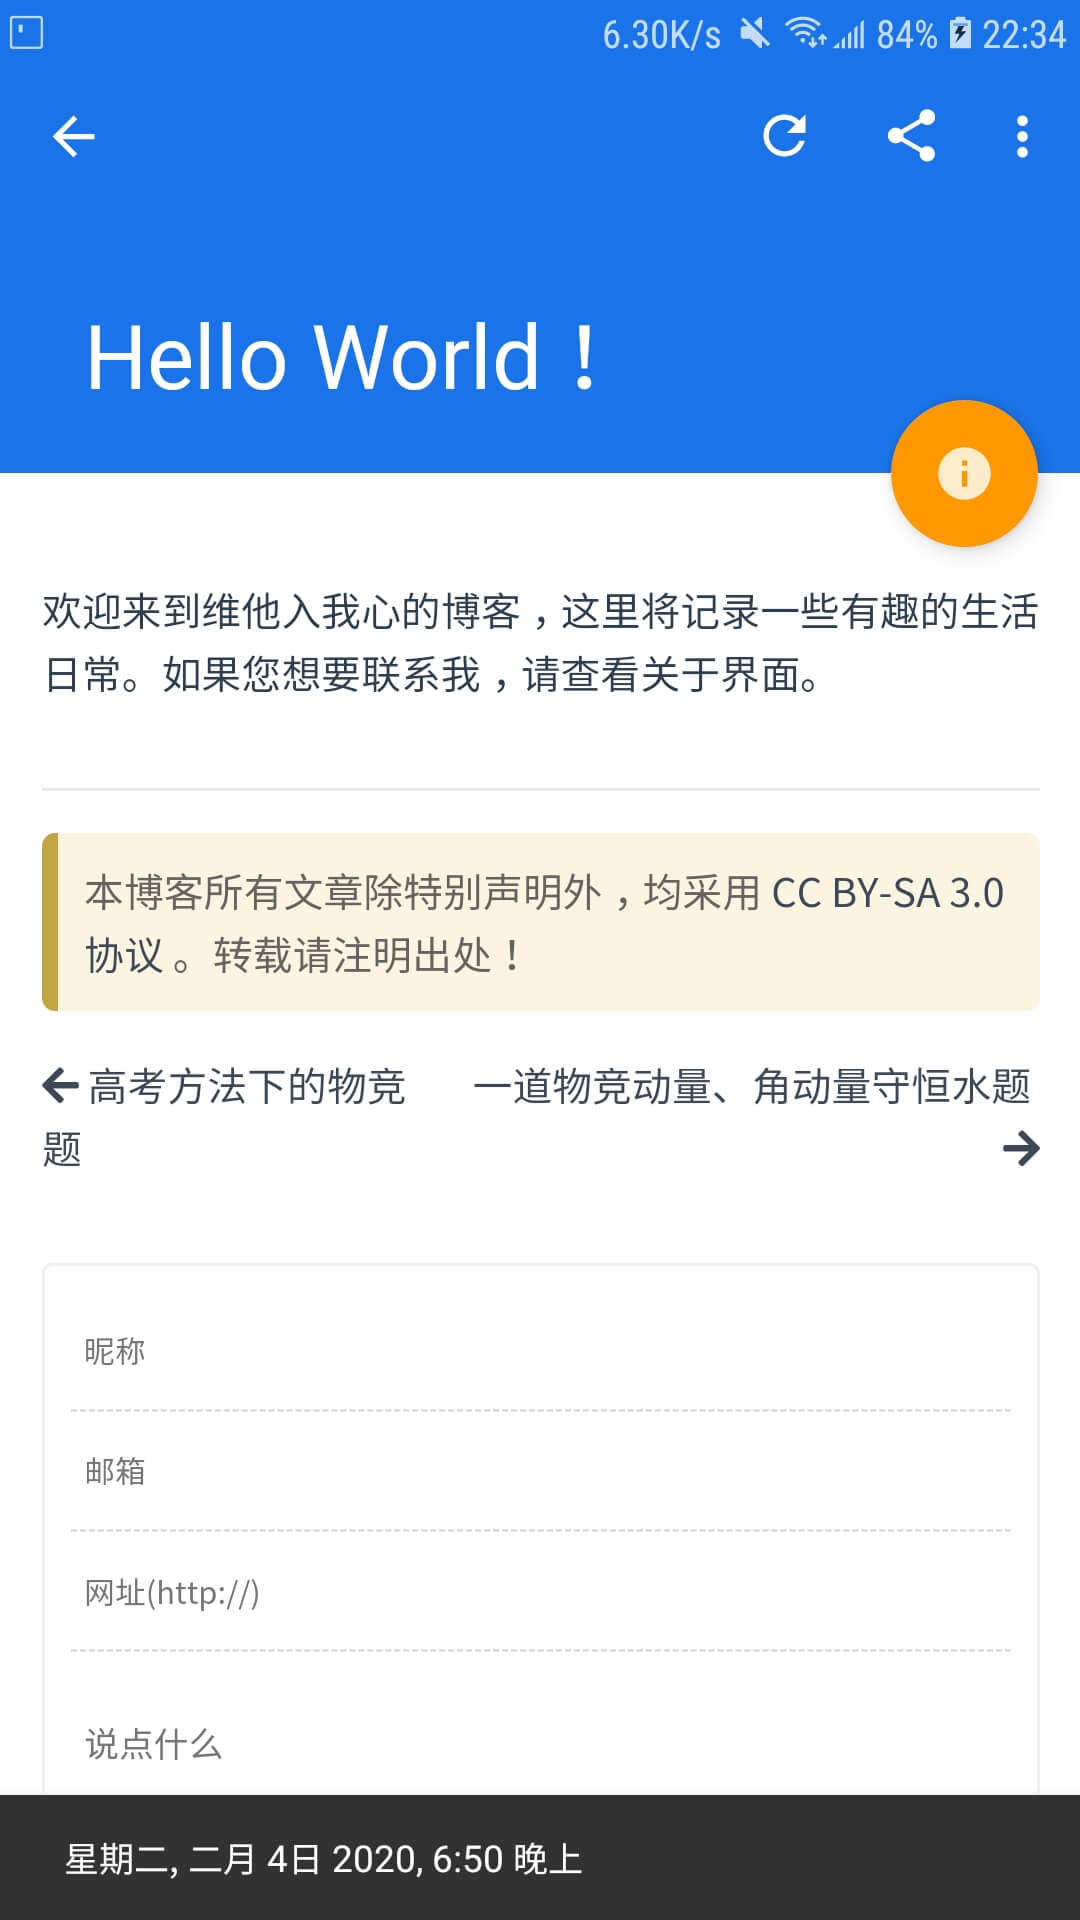 6.30K/s 84% 22:34
Hello World！
欢迎来到维他入我心的博客，这里将记录一些有趣的生活
日常。如果您想要联系我，请查看关于界面。
本博客所有文章除特别声明外，均采用 CC BY-SA 3.0
协议 。转载请注明出处！
高考方法下的物竞
题
一道物竞动量、角动量守恒水题
昵称
邮箱
网址(http://)
说点什么
星期二, 二月 4日 2020, 6:50 晚上